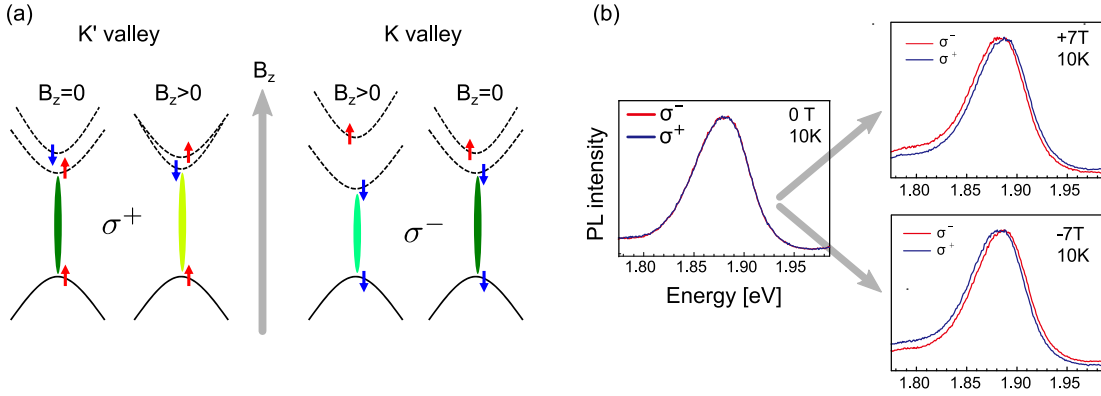 (a)
K' valley
K valley
B_z
B_z=0
B_z>0
B_z>0
B_z=0
σ⁺
σ⁻
(b)
PL intensity
σ⁻
σ⁺
0 T
10K
1.80 1.85 1.90 1.95
Energy [eV]
σ⁻
σ⁺
+7T
10K
1.80 1.85 1.90 1.95
σ⁻
σ⁺
-7T
10K
1.80 1.85 1.90 1.95